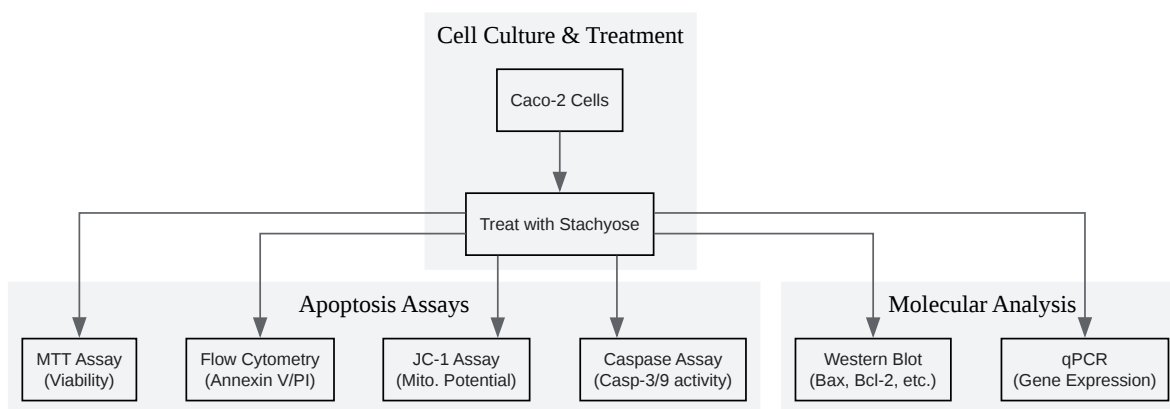 Cell Culture & Treatment
Caco-2 Cells
Treat with Stachyose
Apoptosis Assays
Molecular Analysis
MTT Assay
(Viability)
Flow Cytometry
(Annexin V/PI)
JC-1 Assay
(Mito. Potential)
Caspase Assay
(Casp-3/9 activity)
Western Blot
(Bax, Bcl-2, etc.)
qPCR
(Gene Expression)